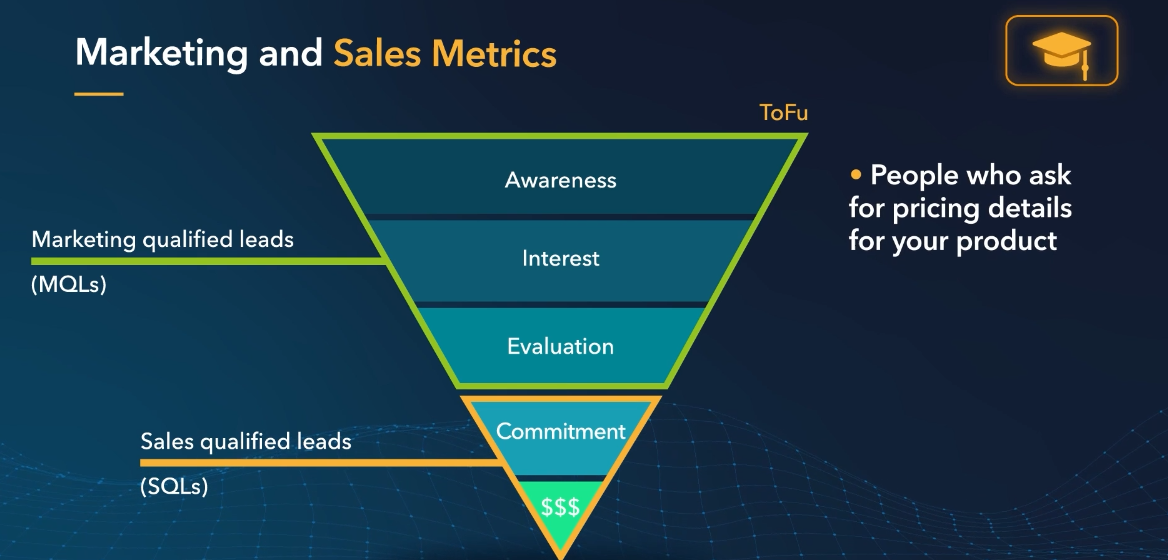 Marketing and Sales Metrics
ToFu
Awareness
• People who ask
for pricing details
for your product
Marketing qualified leads
(MQLs)
Interest
Evaluation
Commitment
Sales qualified leads
(SQLs)
$$$